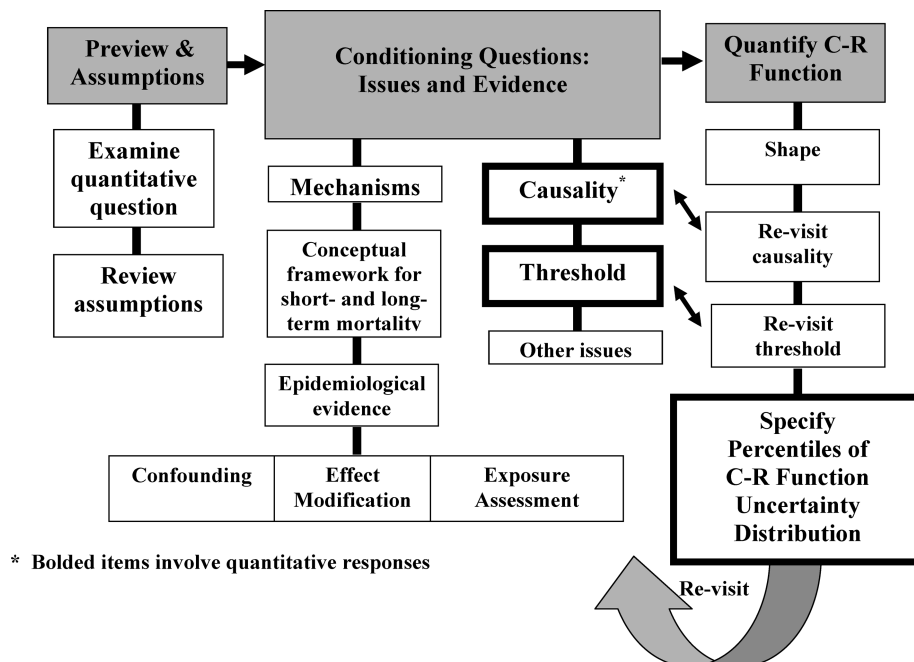 Preview &
Assumptions
Examine
quantitative
question
Review
assumptions
Conditioning Questions:
Issues and Evidence
Mechanisms
Conceptual
framework for
short- and long-
term mortality
Epidemiological
evidence
Confounding
Effect
Modification
Exposure
Assessment
Causality*
Threshold
Other issues
Quantify C-R
Function
Shape
Re-visit
causality
Re-visit
threshold
Specify
Percentiles of
C-R Function
Uncertainty
Distribution
Re-visit
* Bolded items involve quantitative responses